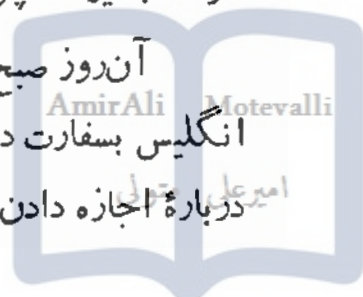 آن‌روز صبح
AmirAli Motevalli
انگلیس بسفارت د
امیرعلی متولی
دربارهٔ اجازه دادن